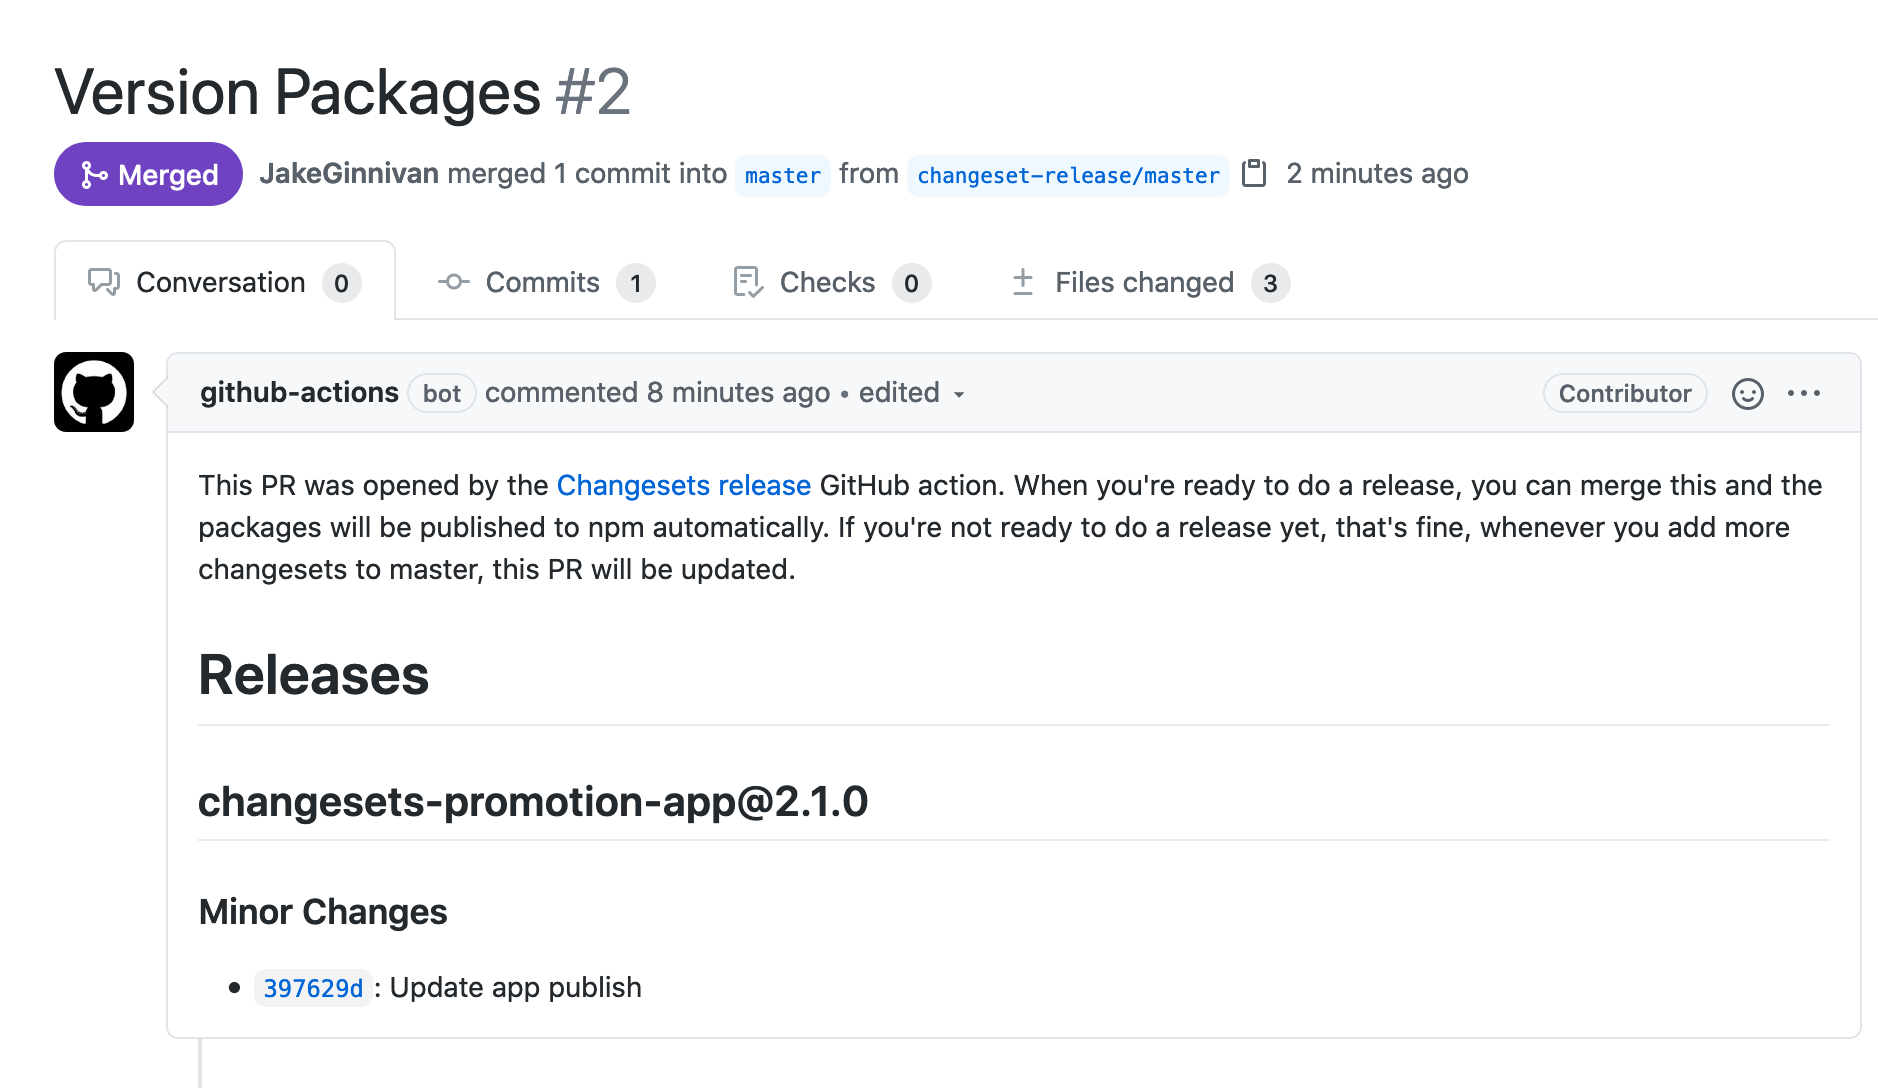 Version Packages #2
Merged JakeGinnivan merged 1 commit into master from changeset-release/master 2 minutes ago
Conversation 0 Commits 1 Checks 0 Files changed 3
github-actions bot commented 8 minutes ago • edited Contributor
This PR was opened by the Changesets release GitHub action. When you're ready to do a release, you can merge this and the
packages will be published to npm automatically. If you're not ready to do a release yet, that's fine, whenever you add more
changesets to master, this PR will be updated.
Releases
changesets-promotion-app@2.1.0
Minor Changes
• 397629d: Update app publish